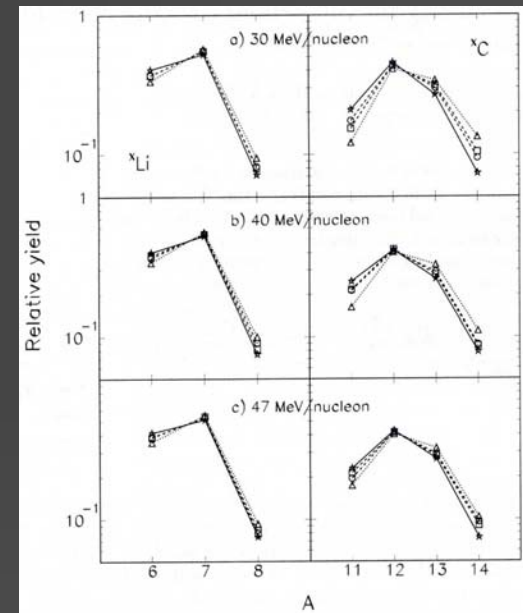 1
a) 30 MeV/nucleon
ˣC
ˣLi
10⁻¹
1
b) 40 MeV/nucleon
Relative yield
10⁻¹
c) 47 MeV/nucleon
10⁻¹
6 7 8 11 12 13 14
A